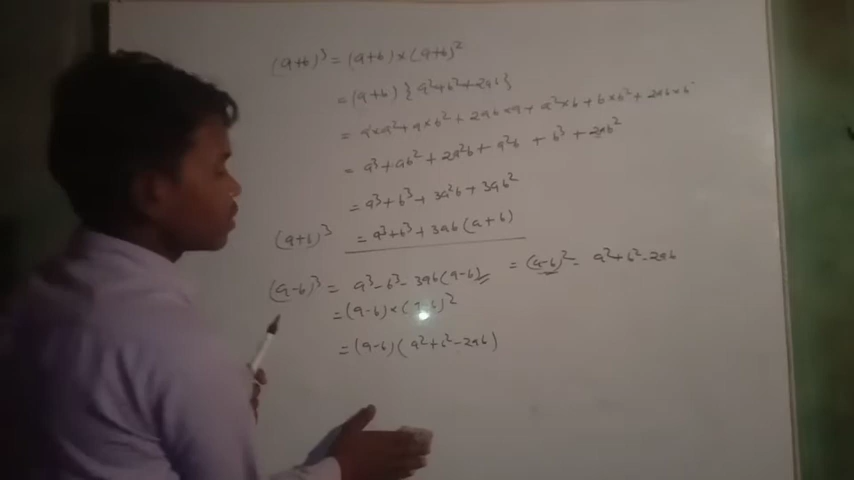 (a+b)³ = (a+b) × (a+b)²
= (a+b) { a²+b²+2ab }
= a×a² + a×b² + 2ab×a + a²×b + b×b² + 2ab×b
= a³ + ab² + 2a²b + a²b + b³ + 2ab²
= a³+b³ + 3a²b + 3ab²
(a+b)³ = a³+b³ + 3ab (a+b)
(a-b)³ = a³-b³- 3ab (a-b) = (a-b)² = a²+b²-2ab
= (a-b) × (a-b)²
= (a-b) ( a²+b²-2ab)